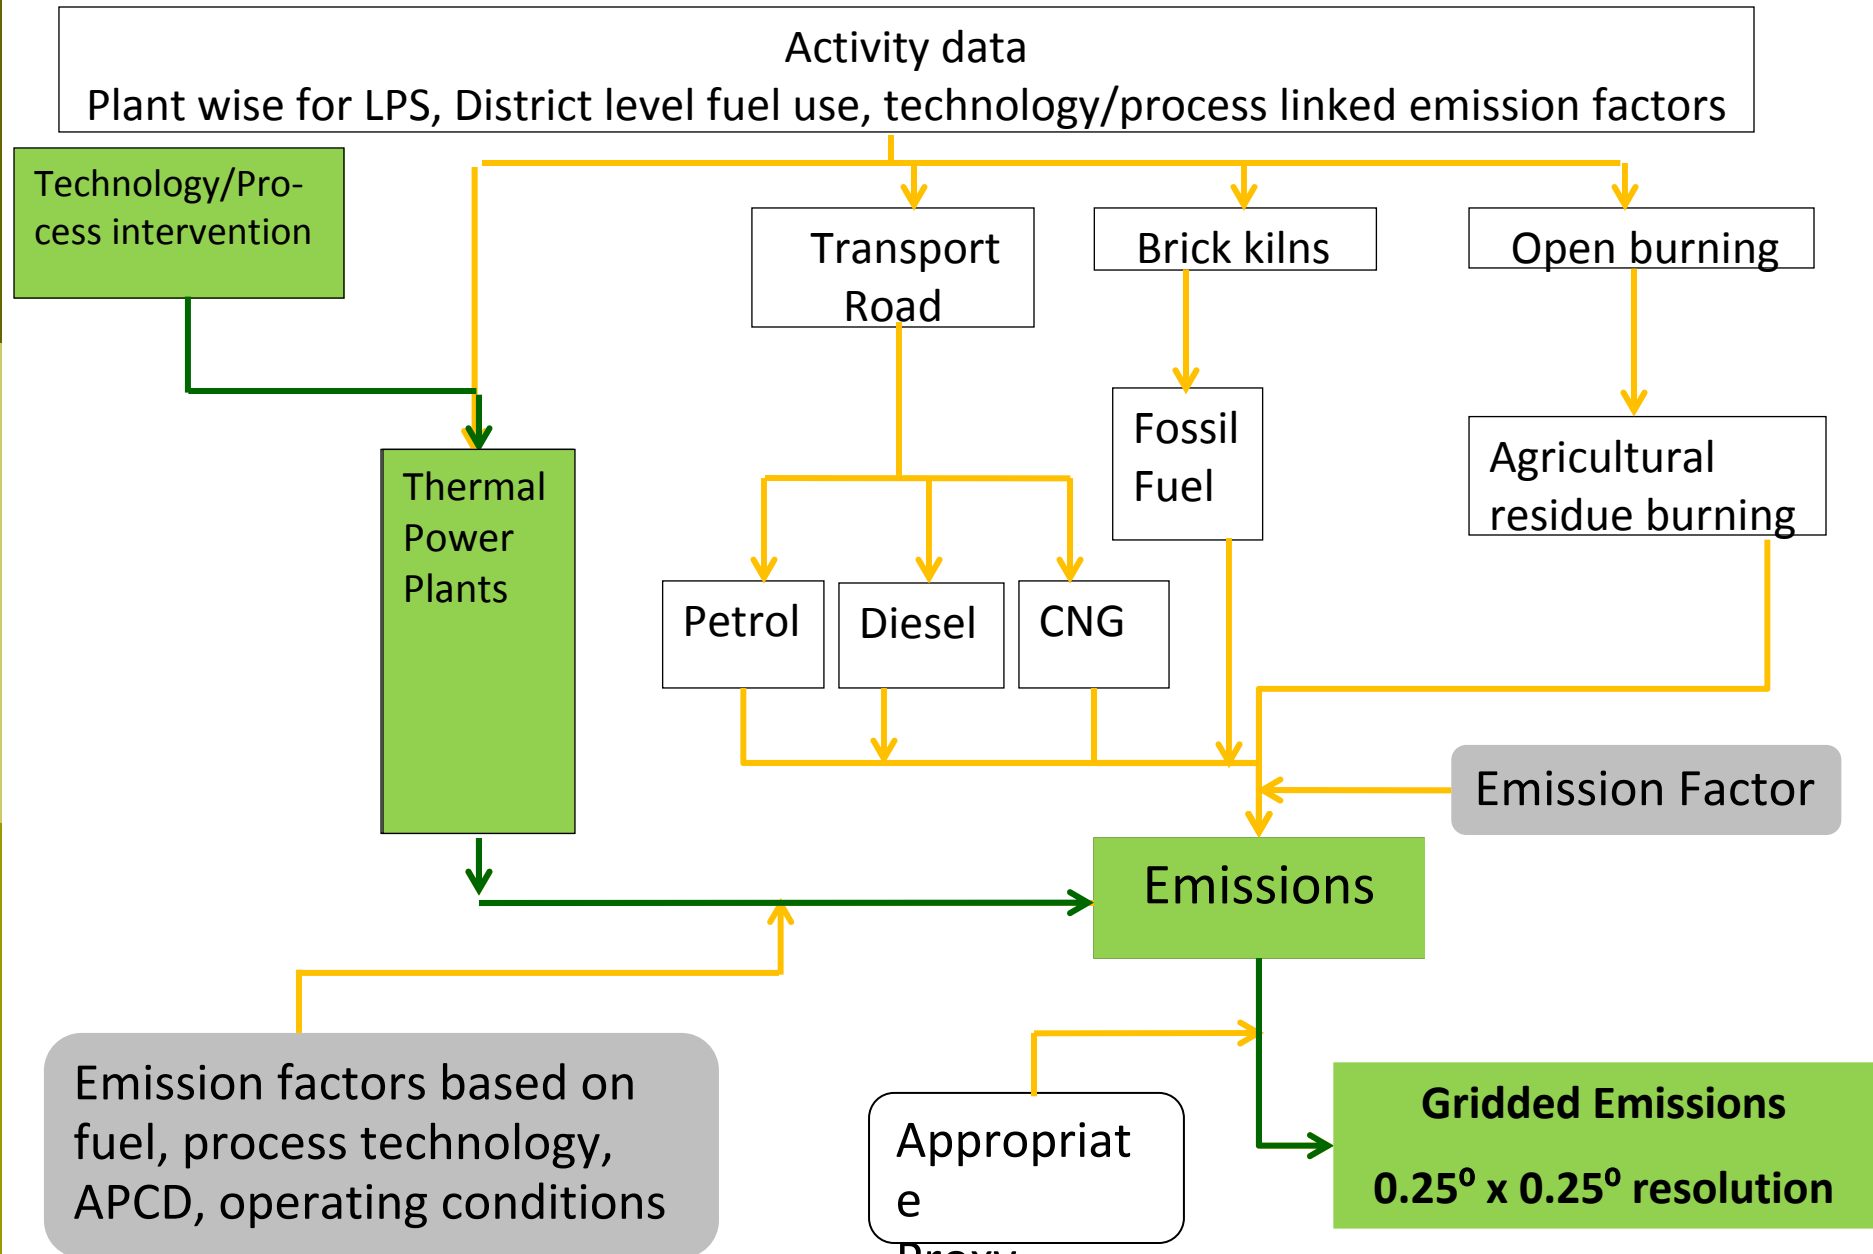 Activity data
Plant wise for LPS, District level fuel use, technology/process linked emission factors
Technology/Pro-
cess intervention
Transport
Road
Brick kilns
Open burning
Fossil
Fuel
Agricultural
residue burning
Thermal
Power
Plants
Petrol
Diesel
CNG
Emission Factor
Emissions
Emission factors based on
fuel, process technology,
APCD, operating conditions
Appropriat
e
Proxy
Gridded Emissions
0.25⁰ x 0.25⁰ resolution